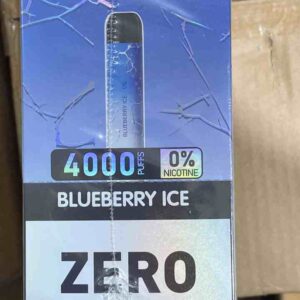 BLUEBERRY ICE
4000 PUFFS
0% NICOTINE
BLUEBERRY ICE
ZERO